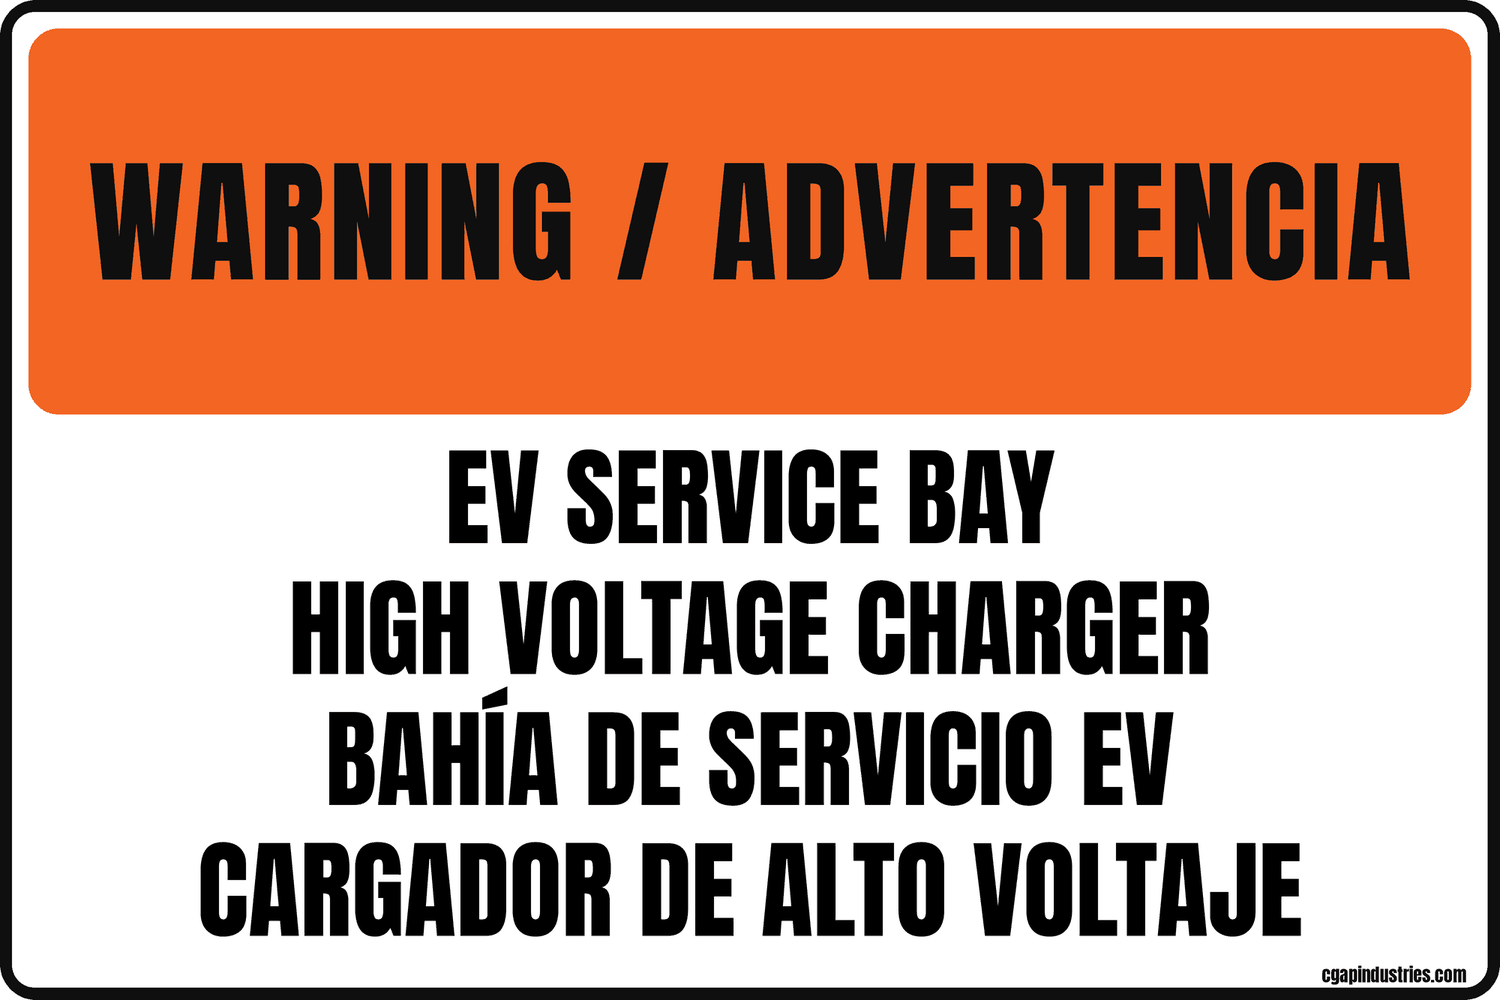 WARNING / ADVERTENCIA
EV SERVICE BAY
HIGH VOLTAGE CHARGER
BAHÍA DE SERVICIO EV
CARGADOR DE ALTO VOLTAJE
cgapindustries.com